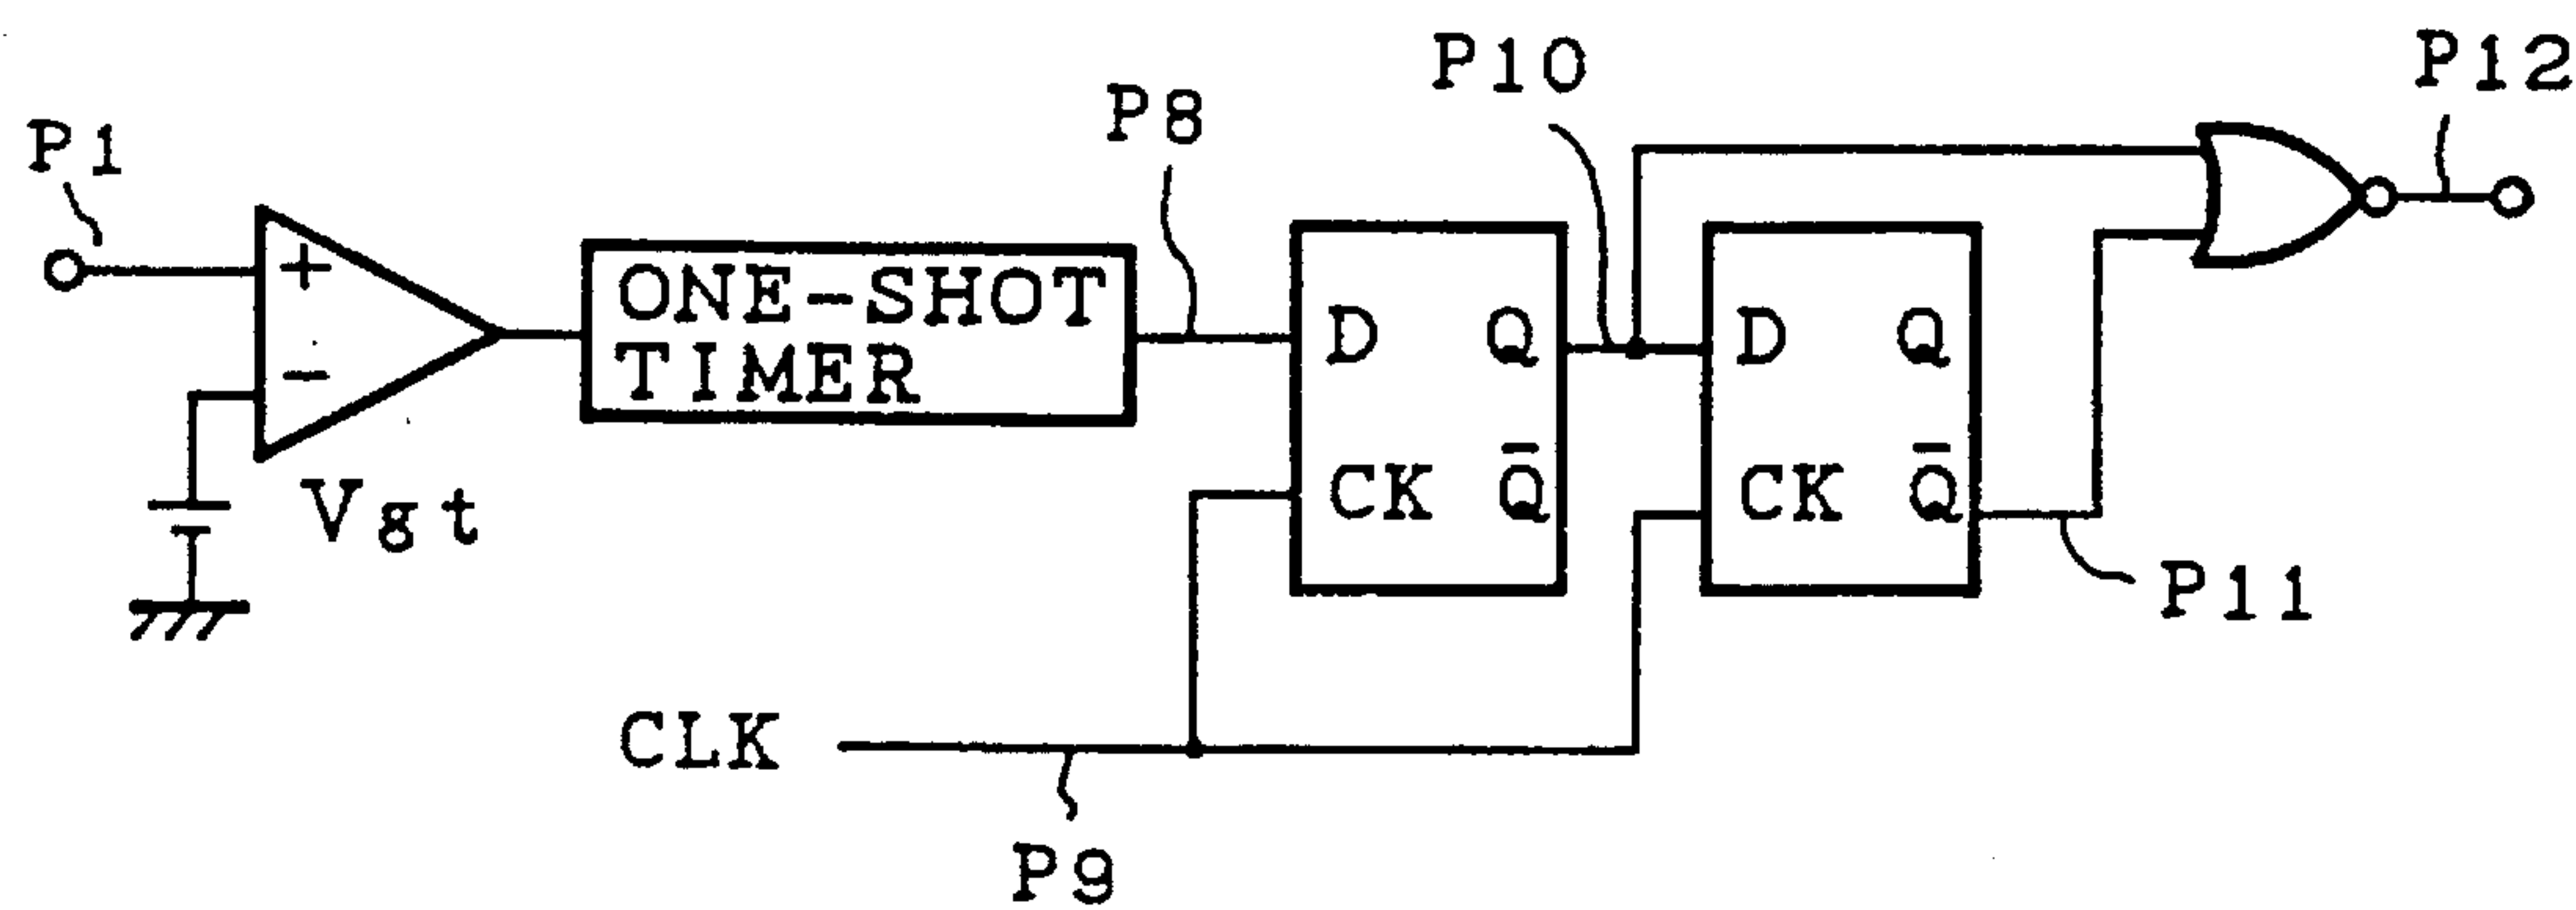 P1
+
−
Vgt
ONE-SHOT
TIMER
P8
D Q
CK Q̅
P10
D Q
CK Q̅
P11
P12
CLK
P9